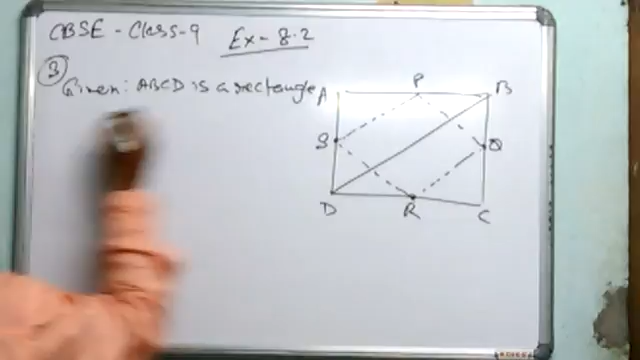 CBSE - Class-9 Ex - 8.2
3
Given: ABCD is a rectangle
A P B
S Q
D R C